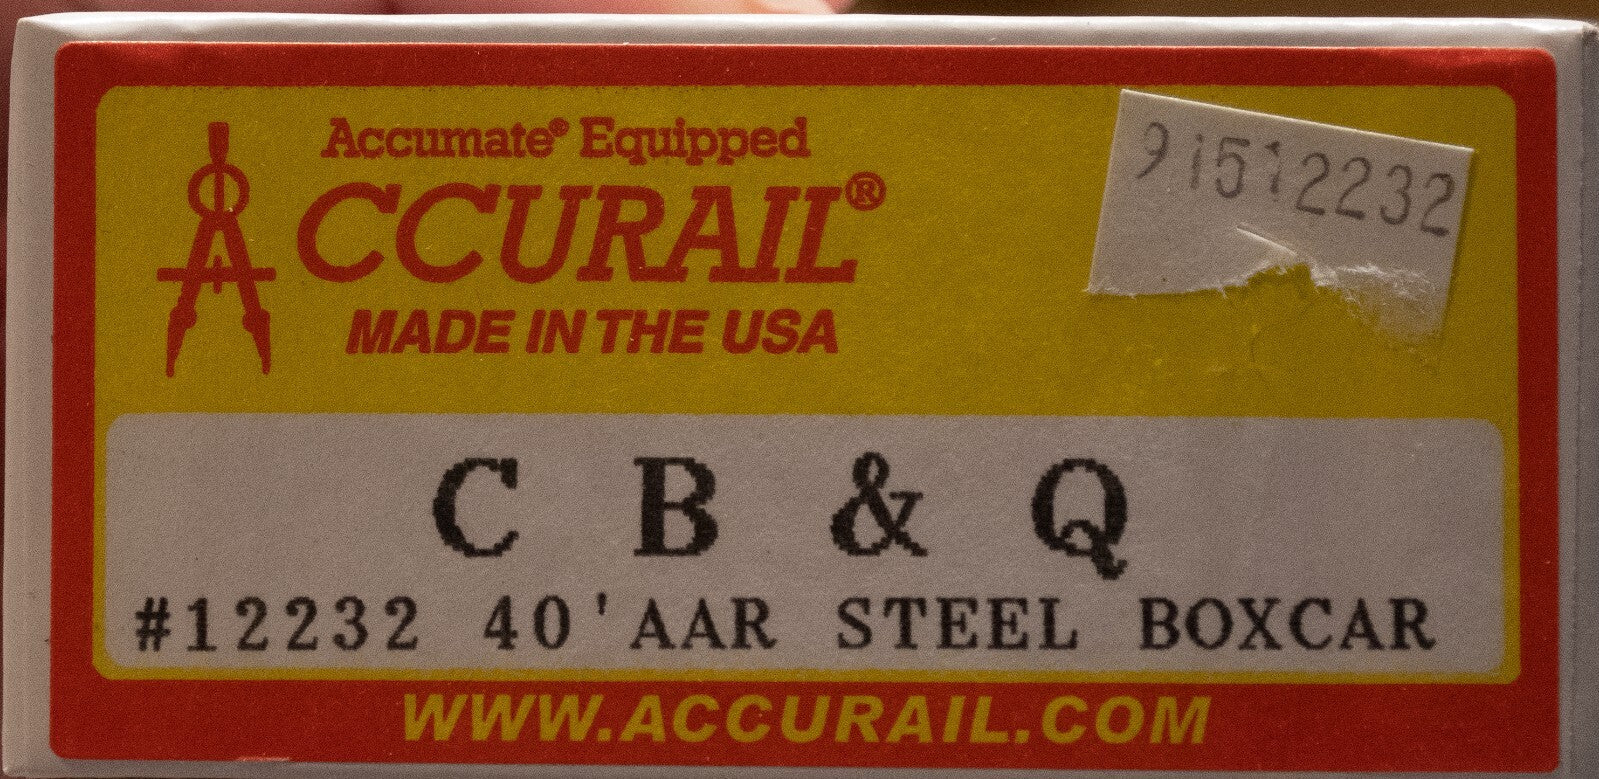 Accumate® Equipped
ACCURAIL®
MADE IN THE USA
91512232
C B & Q
#12232 40'AAR STEEL BOXCAR
WWW.ACCURAIL.COM